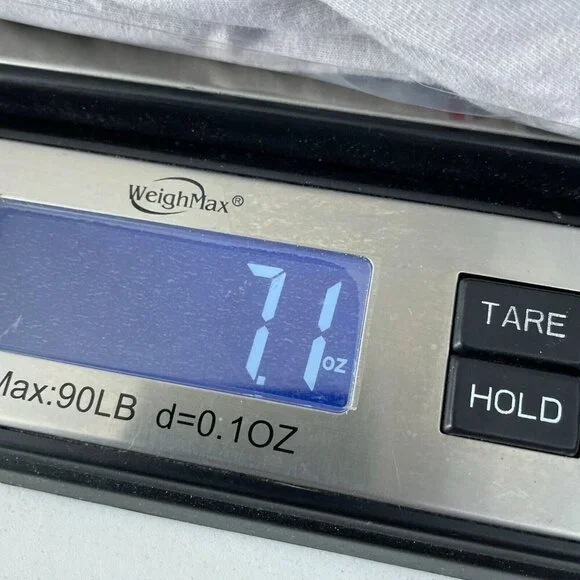 WeighMax®
7.1 oz
Max:90LB d=0.1OZ
TARE
HOLD